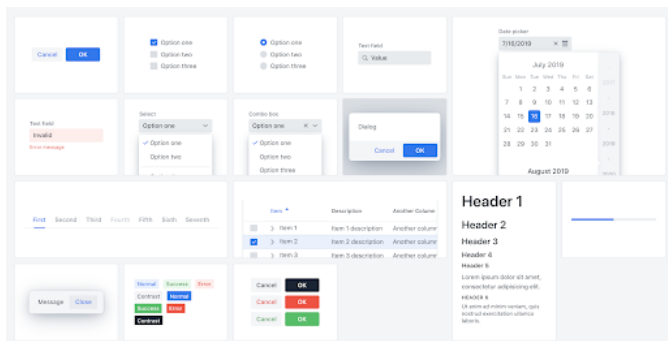 Cancel OK
Option one
Option two
Option three
Option one
Option two
Option three
Text field
Value
Date picker
7/16/2019
July 2019
Sun Mon Tue Wed Thu Fri Sat
1 2 3 4 5 6
7 8 9 10 11 12 13
14 15 16 17 18 19 20
21 22 23 24 25 26 27
28 29 30 31
August 2019
2018
2019
Text field
Invalid
Error message
Select
Option one
Option one
Option two
Combo box
Option one
Option one
Option two
Option three
Dialog
Cancel OK
First Second Third Fourth Fifth Sixth Seventh
Item Description Another Column
Item 1 Item 1 description Another column
Item 2 Item 2 description Another column
Item 3 Item 3 description Another column
Header 1
Header 2
Header 3
Header 4
Header 5
Lorem ipsum dolor sit amet,
consectetur adipisicing elit.
HEADER 6
Ut enim ad minim veniam, quis
nostrud exercitation ullamco
laboris.
Message Close
Normal Success Error
Contrast Normal
Success Error
Contrast
Cancel OK
Cancel OK
Cancel OK